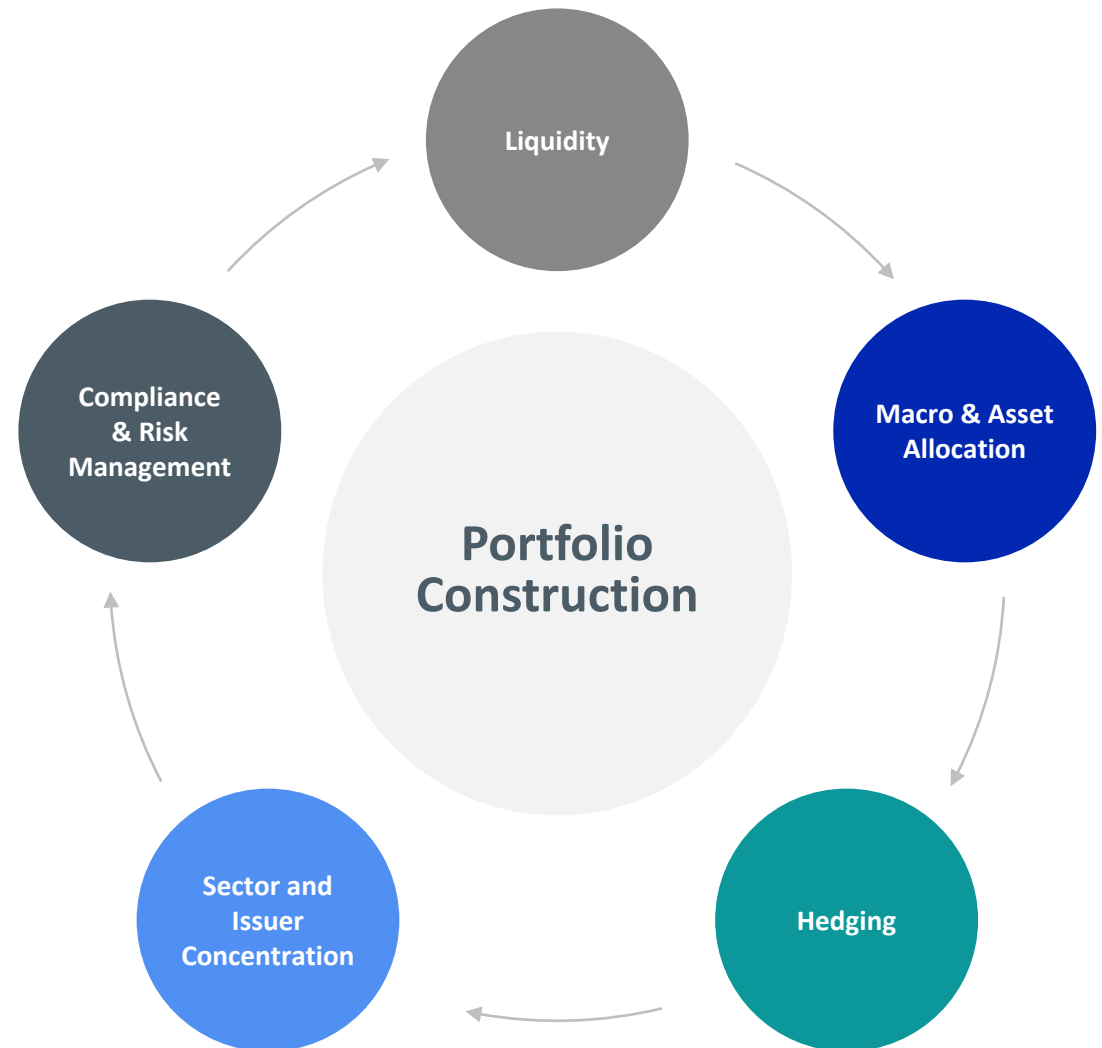 Liquidity
Macro & Asset
Allocation
Hedging
Sector and
Issuer
Concentration
Compliance
& Risk
Management
Portfolio
Construction